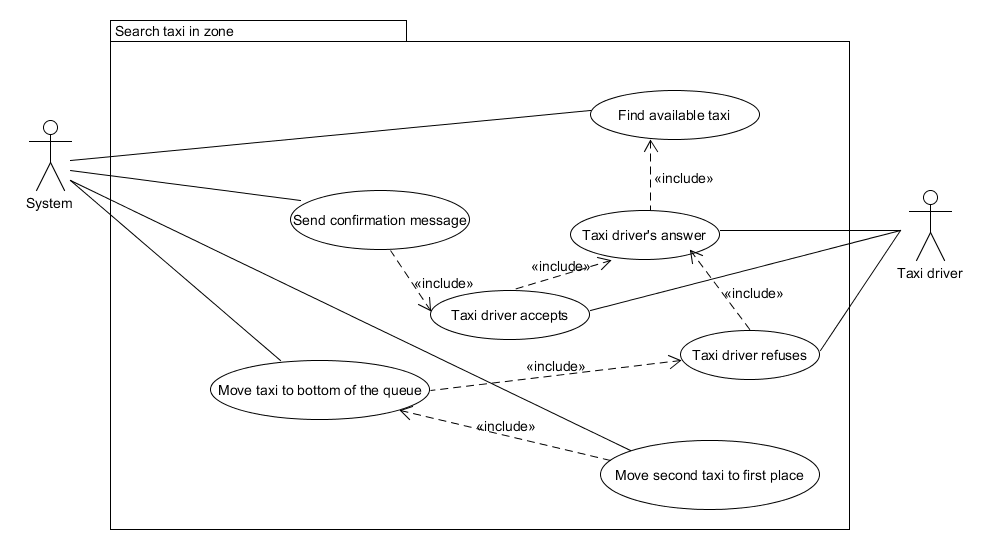 Search taxi in zone
Find available taxi
System
«include»
Taxi driver
Send confirmation message
Taxi driver's answer
«include»
«include»
«include»
Taxi driver accepts
Taxi driver refuses
«include»
Move taxi to bottom of the queue
«include»
Move second taxi to first place